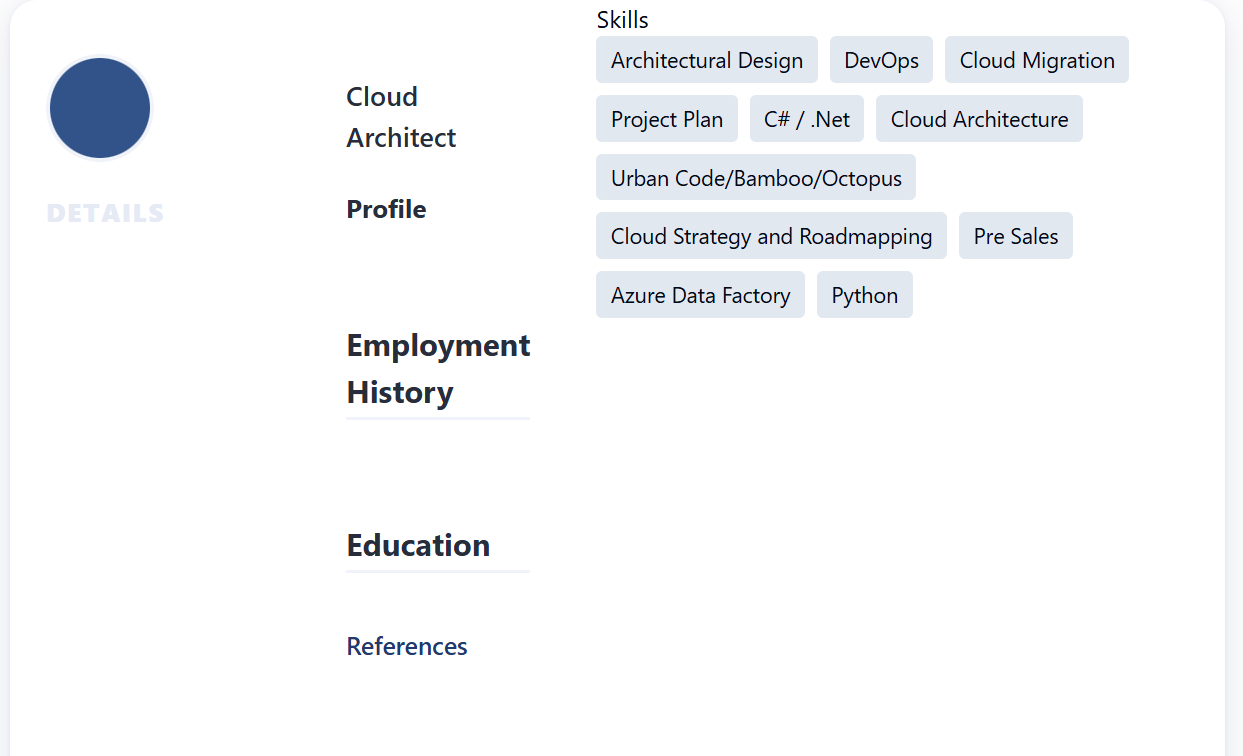 DETAILS
Cloud
Architect
Profile
Employment
History
Education
References
Skills
Architectural Design DevOps Cloud Migration
Project Plan C# / .Net Cloud Architecture
Urban Code/Bamboo/Octopus
Cloud Strategy and Roadmapping Pre Sales
Azure Data Factory Python